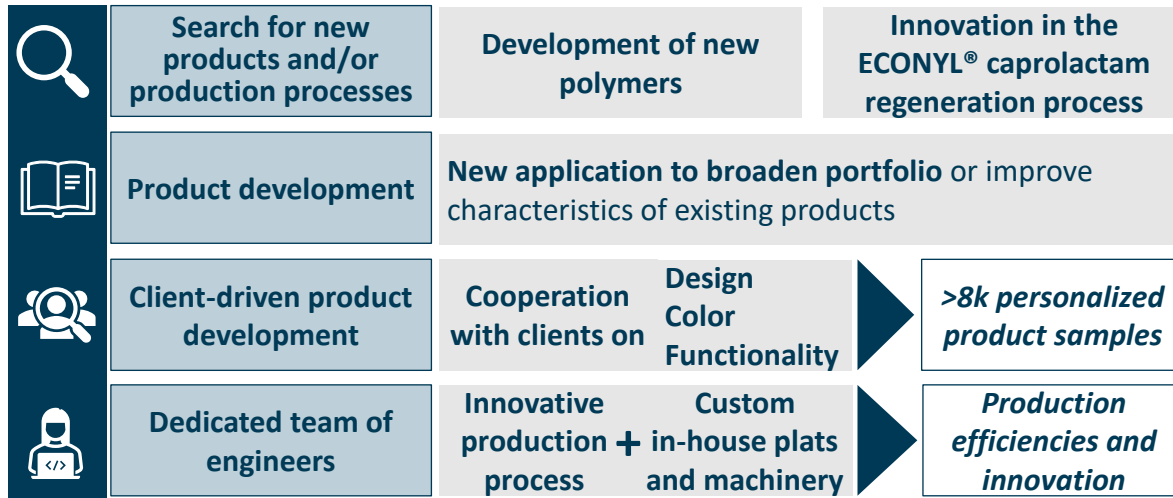 Search for new
products and/or
production processes
Development of new
polymers
Innovation in the
ECONYL® caprolactam
regeneration process
Product development
New application to broaden portfolio or improve
characteristics of existing products
Client-driven product
development
Cooperation
with clients on
Design
Color
Functionality
>8k personalized
product samples
Dedicated team of
engineers
Innovative
production
process
+
Custom
in-house plats
and machinery
Production
efficiencies and
innovation